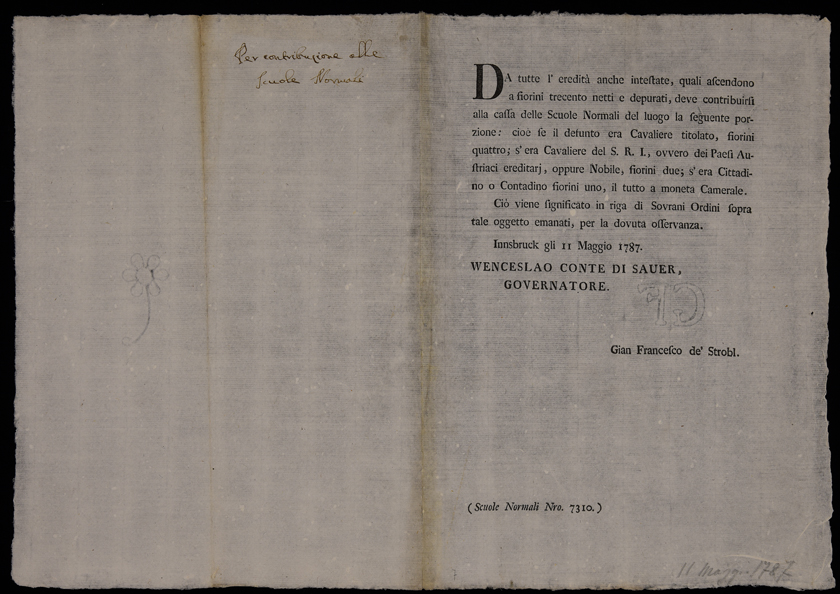 Per contribuzione alle
Scuole Normali
DA tutte l' eredità anche inteſtate, quali aſcendono
a fiorini trecento netti e depurati, deve contribuirſi
alla caſſa delle Scuole Normali del luogo la ſeguente por-
zione: cioè ſe il defunto era Cavaliere titolato, fiorini
quattro; s' era Cavaliere del S. R. I., ovvero dei Paeſi Au-
ſtriaci ereditarj, oppure Nobile, fiorini due; s' era Cittadi-
no o Contadino fiorini uno, il tutto a moneta Camerale.
Ciò viene ſignificato in riga di Sovrani Ordini ſopra
tale oggetto emanati, per la dovuta oſſervanza.
Innsbruck gli 11 Maggio 1787.
WENCESLAO CONTE DI SAUER,
GOVERNATORE.
Gian Franceſco de' Strobl.
(Scuole Normali Nro. 7310.)
11 Maggio 1787